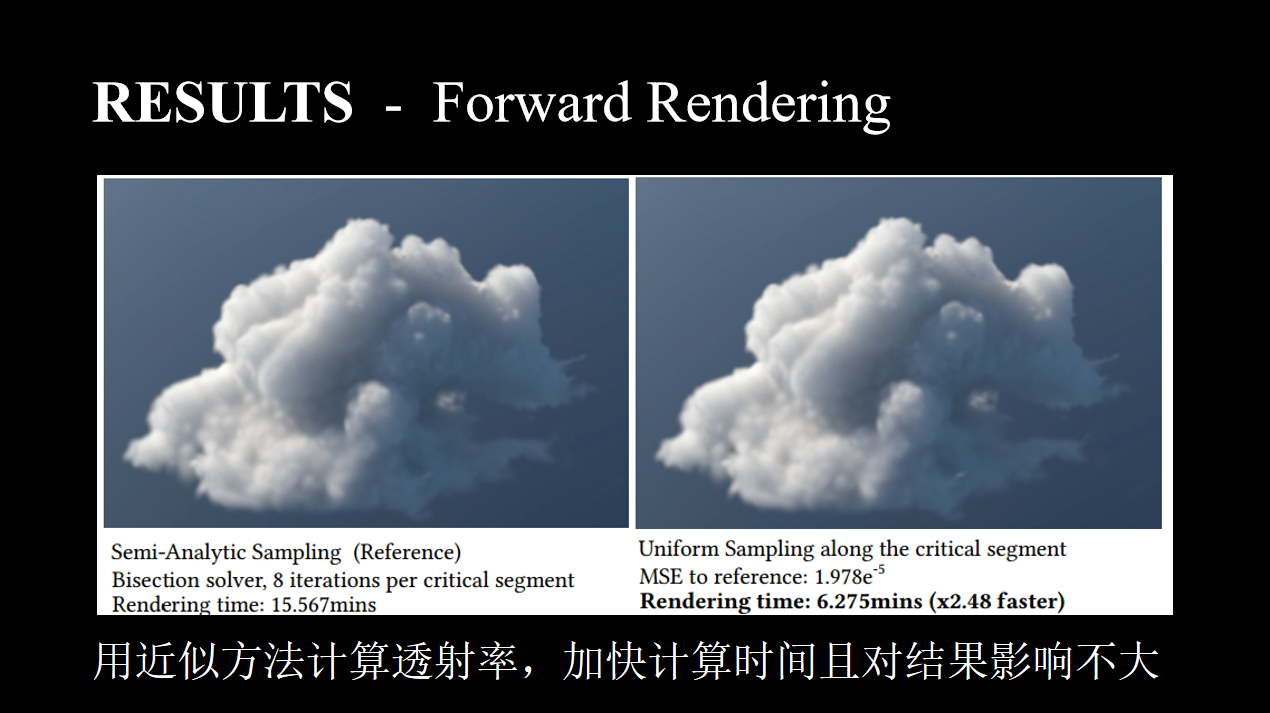 RESULTS - Forward Rendering
Semi-Analytic Sampling (Reference)
Bisection solver, 8 iterations per critical segment
Rendering time: 15.567mins
Uniform Sampling along the critical segment
MSE to reference: 1.978e-5
Rendering time: 6.275mins (x2.48 faster)
用近似方法计算透射率，加快计算时间且对结果影响不大